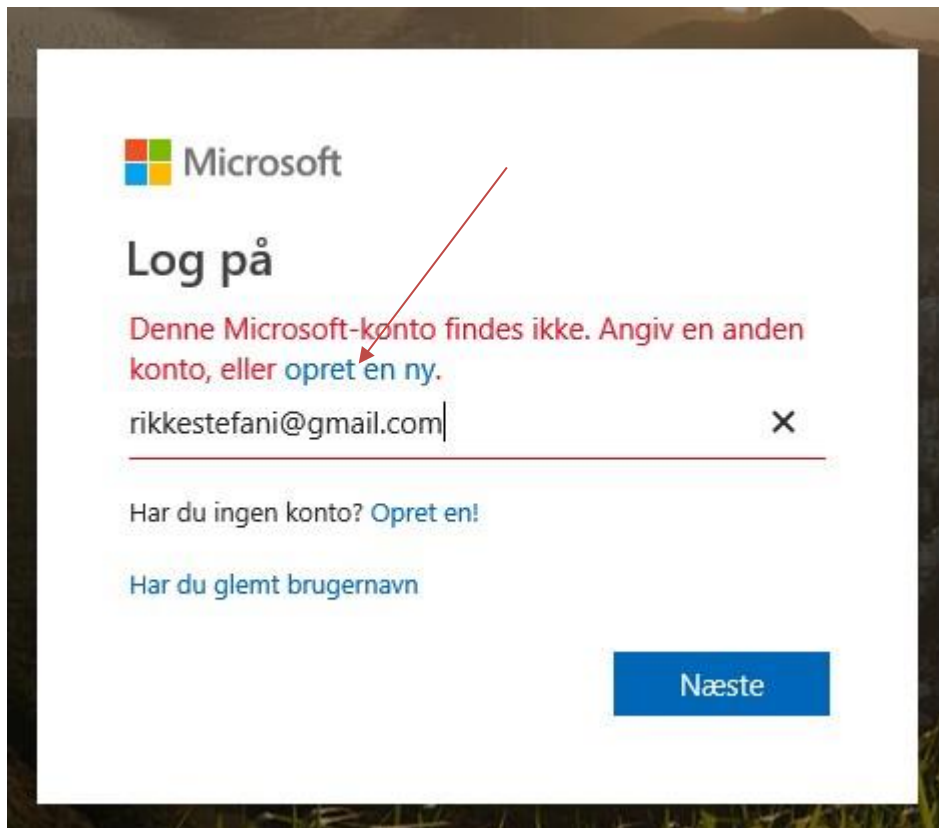 Microsoft
Log på
Denne Microsoft-konto findes ikke. Angiv en anden
konto, eller opret en ny.
rikkestefani@gmail.com
Har du ingen konto? Opret en!
Har du glemt brugernavn
Næste